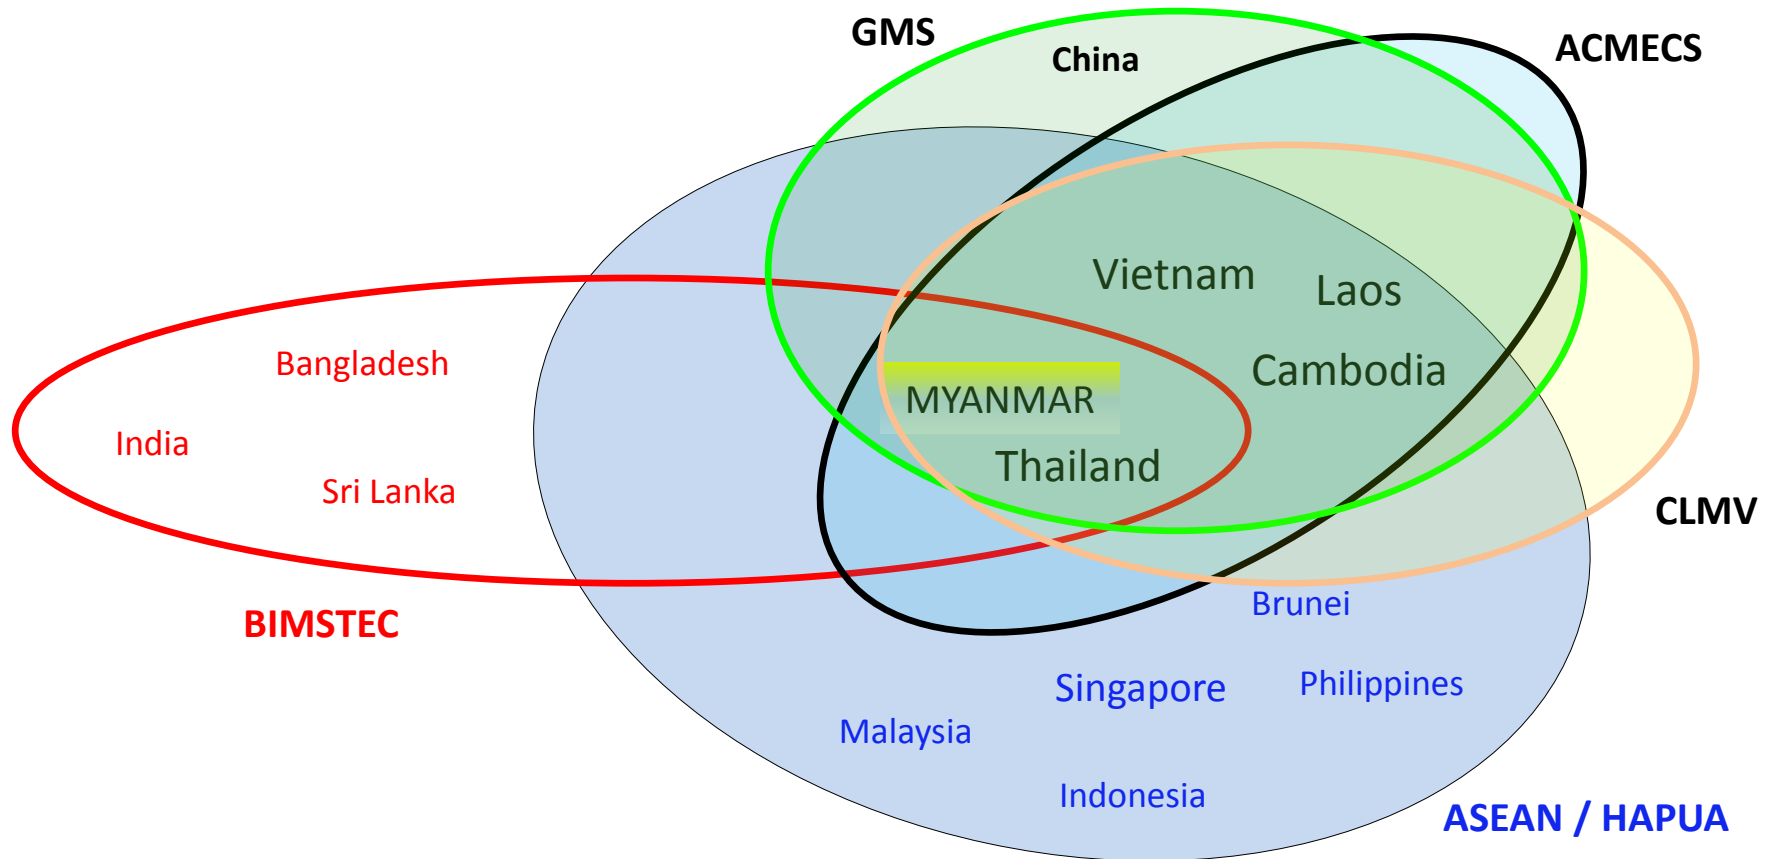 GMS
ACMECS
China
Vietnam
Laos
Bangladesh
Cambodia
MYANMAR
India
Thailand
Sri Lanka
CLMV
BIMSTEC
Brunei
Singapore
Philippines
Malaysia
Indonesia
ASEAN / HAPUA